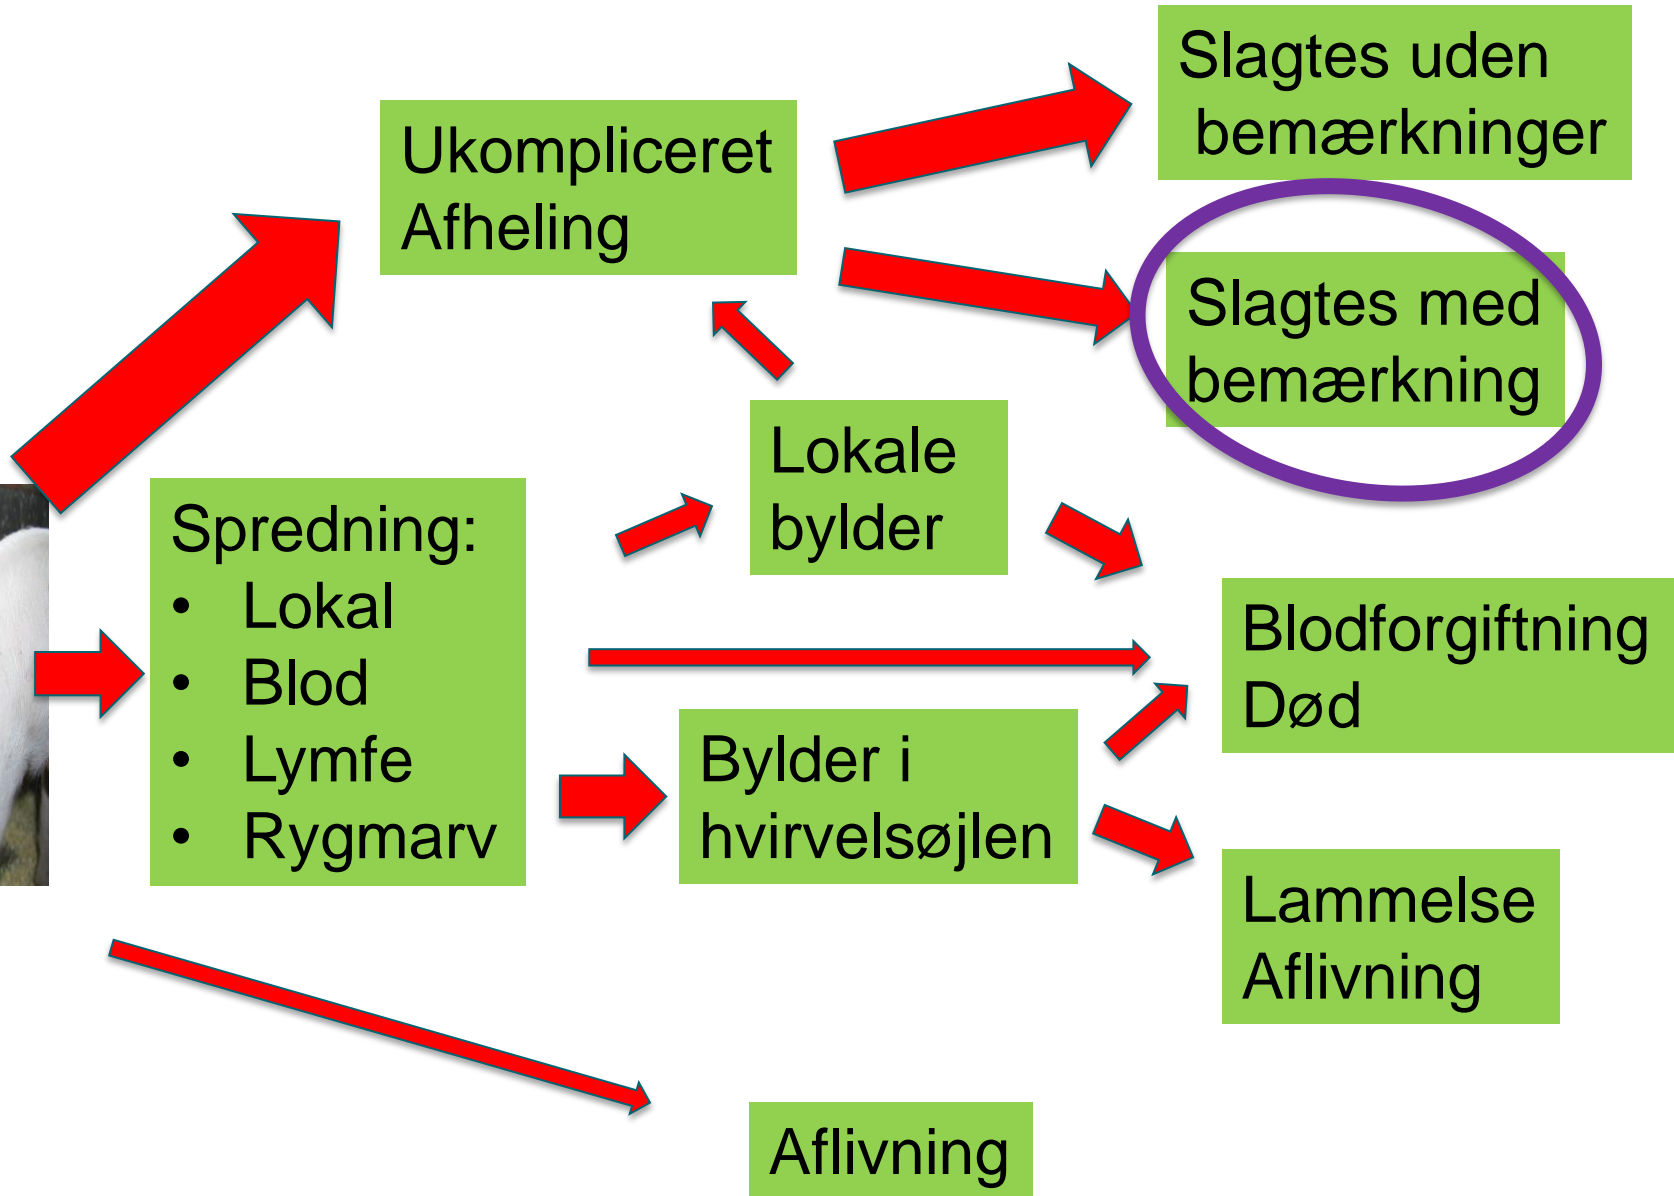 Slagtes uden
bemærkninger
Ukompliceret
Afheling
Slagtes med
bemærkning
Lokale
bylder
Spredning:
• Lokal
• Blod
• Lymfe
• Rygmarv
Blodforgiftning
Død
Bylder i
hvirvelsøjlen
Lammelse
Aflivning
Aflivning